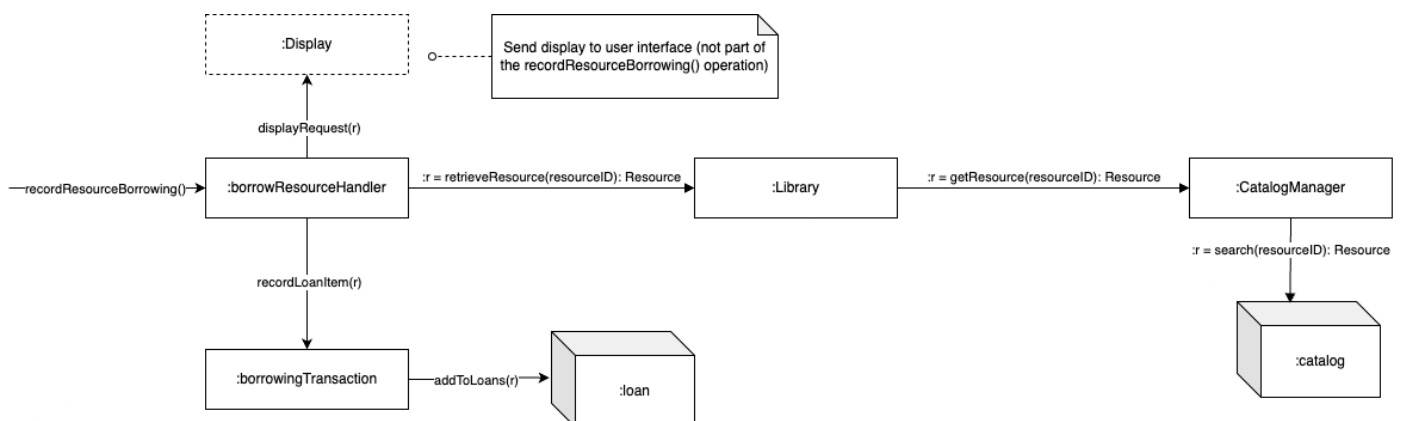 :Display
Send display to user interface (not part of
the recordResourceBorrowing() operation)
displayRequest(r)
recordResourceBorrowing()
:borrowResourceHandler
:r = retrieveResource(resourceID): Resource
:Library
:r = getResource(resourceID): Resource
:CatalogManager
:r = search(resourceID): Resource
recordLoanItem(r)
:catalog
:borrowingTransaction
addToLoans(r)
:loan